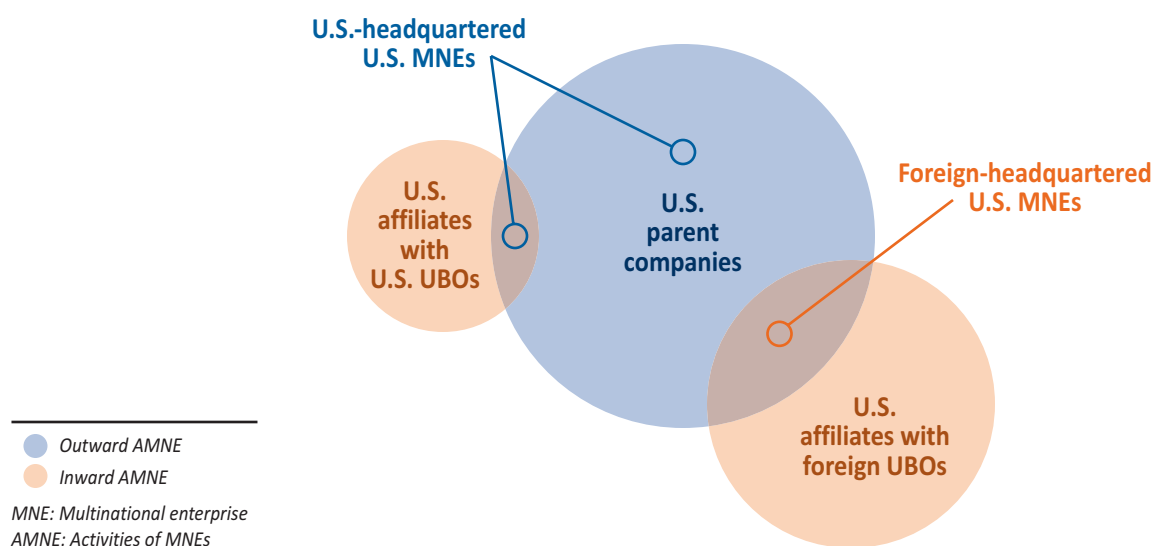 U.S.-headquartered
U.S. MNEs
Foreign-headquartered
U.S. MNEs
U.S.
affiliates
with
U.S. UBOs
U.S.
parent
companies
U.S.
affiliates with
foreign UBOs
Outward AMNE
Inward AMNE
MNE: Multinational enterprise
AMNE: Activities of MNEs